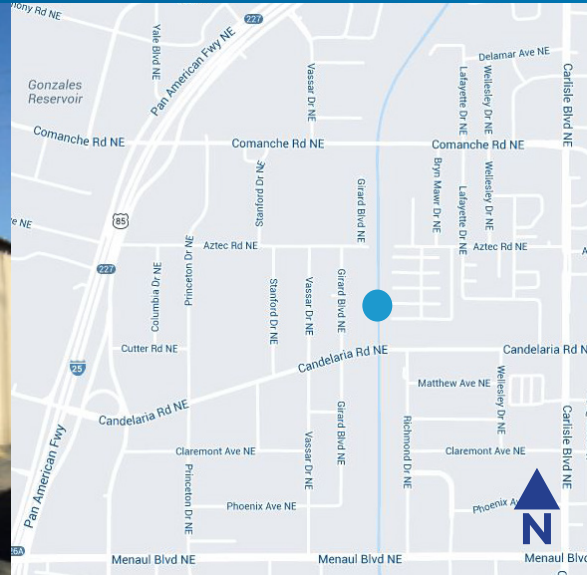 ony Rd NE
Yale Blvd NE
227
Pan American Fwy NE
Vassar Dr NE
Delamar Ave NE
Lafayette Dr NE
Wellesley Dr NE
Carlisle Blvd NE
Gonzales
Reservoir
Comanche Rd NE
Comanche Rd NE
Comanche Rd NE
Stanford Dr NE
Girard Blvd NE
Bryn Mawr Dr NE
Lafayette Dr NE
Wellesley Dr NE
e NE
85
Aztec Rd NE
Aztec Rd NE
A
Princeton Dr NE
227
Columbia Dr NE
Stanford Dr NE
Vassar Dr NE
Girard Blvd NE
Cutter Rd NE
Candelaria Rd NE
Candelaria Rd N
25
Matthew Ave NE
Wellesley Dr NE
Candelaria Rd NE
Girard Blvd NE
Richmond Dr NE
Carlisle Blvd NE
Pan American Fwy
Claremont Ave NE
Vassar Dr NE
Claremont Ave NE
Princeton Dr NE
Phoenix Ave NE
Phoenix A
N
26A
Menaul Blvd NE
Menaul Blvd NE
Menaul Blvd